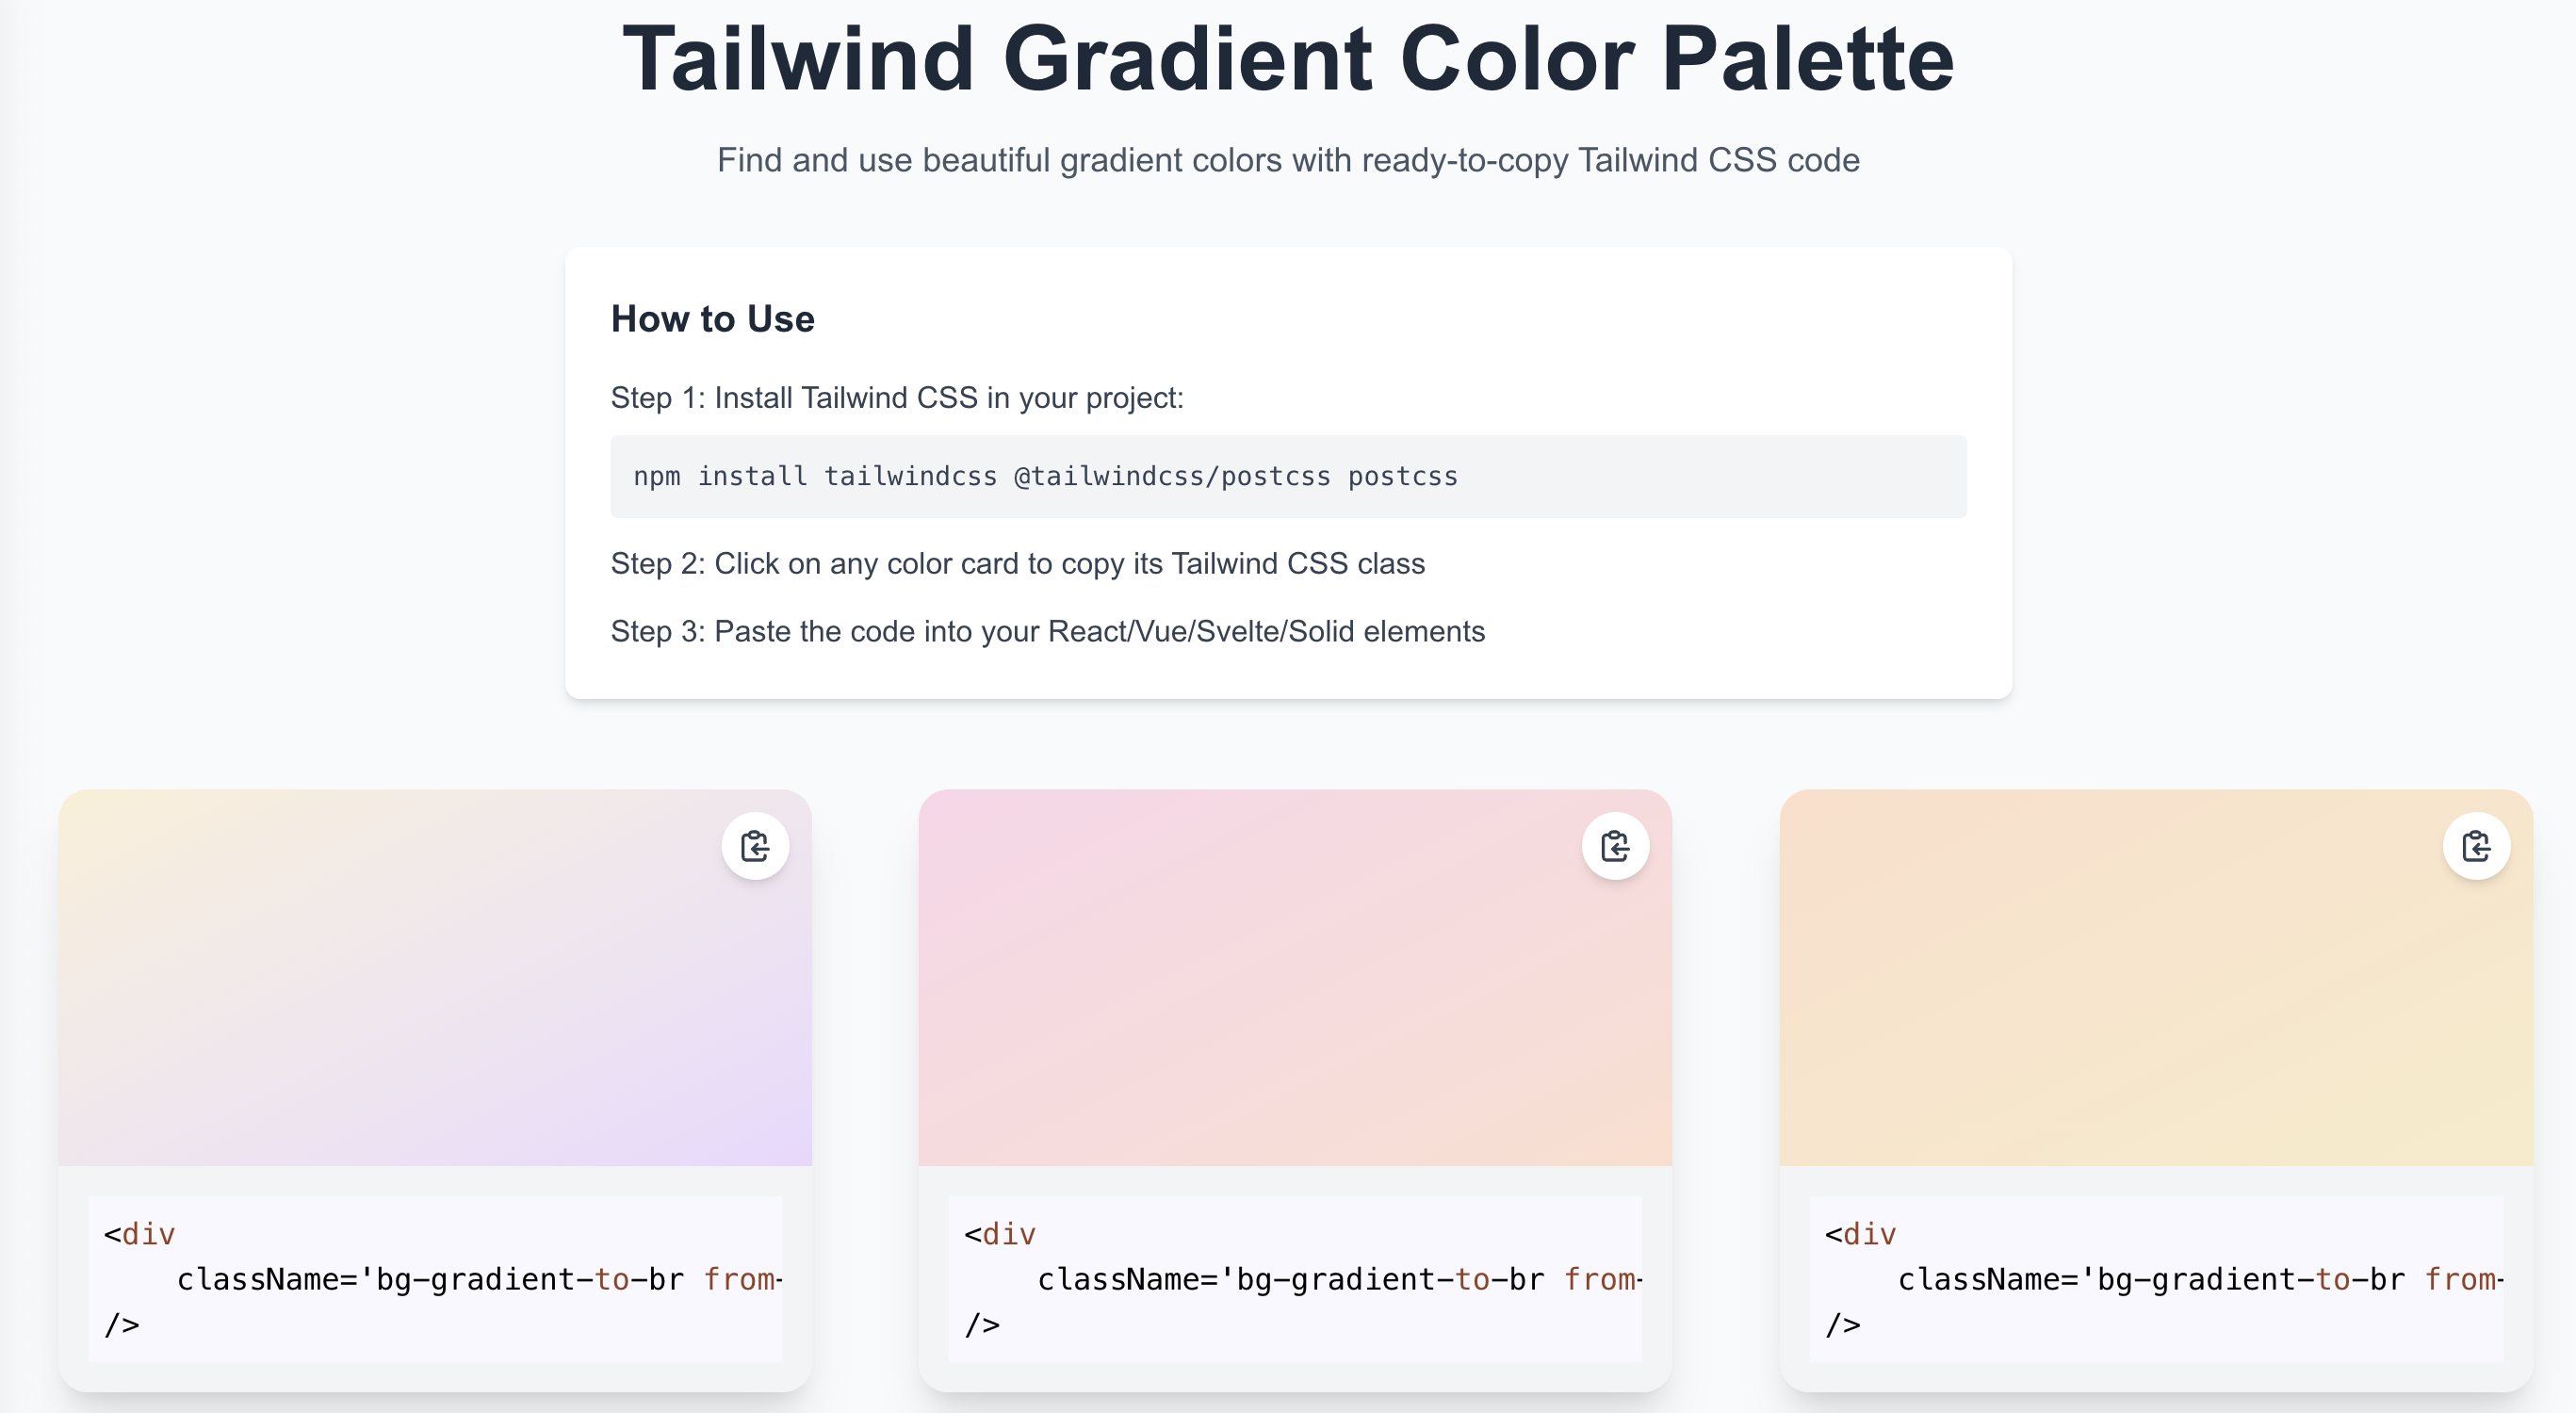 Tailwind Gradient Color Palette
Find and use beautiful gradient colors with ready-to-copy Tailwind CSS code
How to Use
Step 1: Install Tailwind CSS in your project:
npm install tailwindcss @tailwindcss/postcss postcss
Step 2: Click on any color card to copy its Tailwind CSS class
Step 3: Paste the code into your React/Vue/Svelte/Solid elements
<div
className='bg-gradient-to-br from-
/>
<div
className='bg-gradient-to-br from-
/>
<div
className='bg-gradient-to-br from-
/>